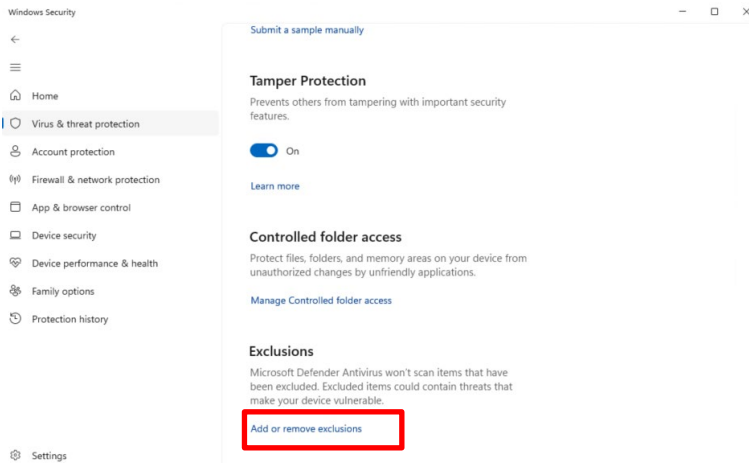 Windows Security
Home
Virus & threat protection
Account protection
Firewall & network protection
App & browser control
Device security
Device performance & health
Family options
Protection history
Settings
Submit a sample manually
Tamper Protection
Prevents others from tampering with important security
features.
On
Learn more
Controlled folder access
Protect files, folders, and memory areas on your device from
unauthorized changes by unfriendly applications.
Manage Controlled folder access
Exclusions
Microsoft Defender Antivirus won't scan items that have
been excluded. Excluded items could contain threats that
make your device vulnerable.
Add or remove exclusions